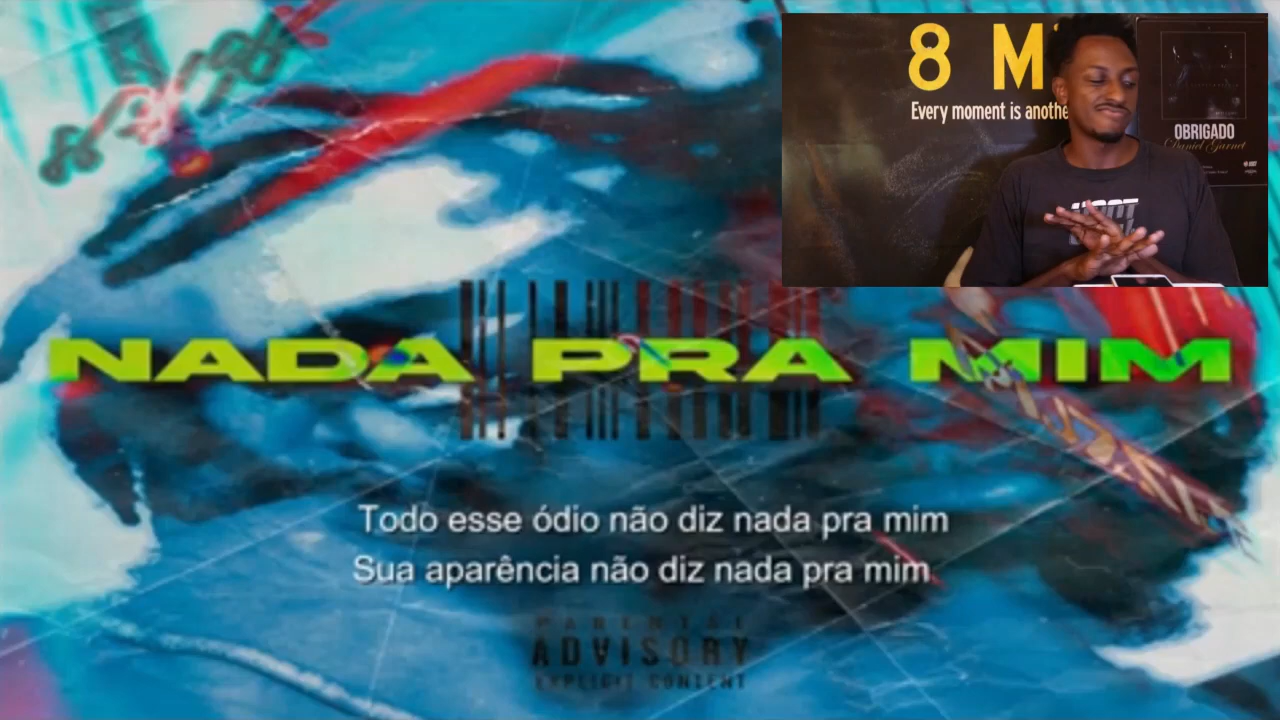 8 M
Every moment is anothe
OBRIGADO
Daniel Garnet
NADA PRA MIM
Todo esse ódio não diz nada pra mim
Sua aparência não diz nada pra mim
PARENTAL
ADVISORY
EXPLICIT CONTENT